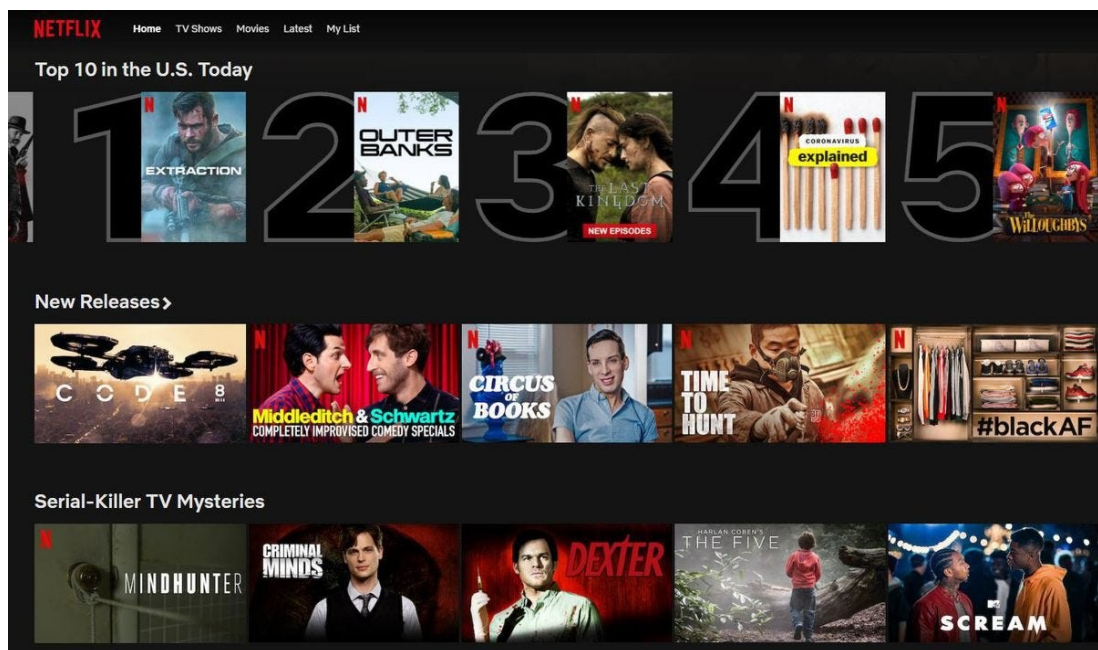 NETFLIX Home TV Shows Movies Latest My List
Top 10 in the U.S. Today
1 N EXTRACTION
2 N OUTER BANKS
3 N THE LAST KINGDOM NEW EPISODES
4 N CORONAVIRUS explained
5 N The WiLLOUGHBYS
New Releases >
CODE 8
N Middleditch & Schwartz
COMPLETELY IMPROVISED COMEDY SPECIALS
N CIRCUS OF BOOKS
N TIME TO HUNT
N #blackAF
Serial-Killer TV Mysteries
N MINDHUNTER
CRIMINAL MINDS
DEXTER
HARLAN COBEN'S
THE FIVE
MTV
SCREAM